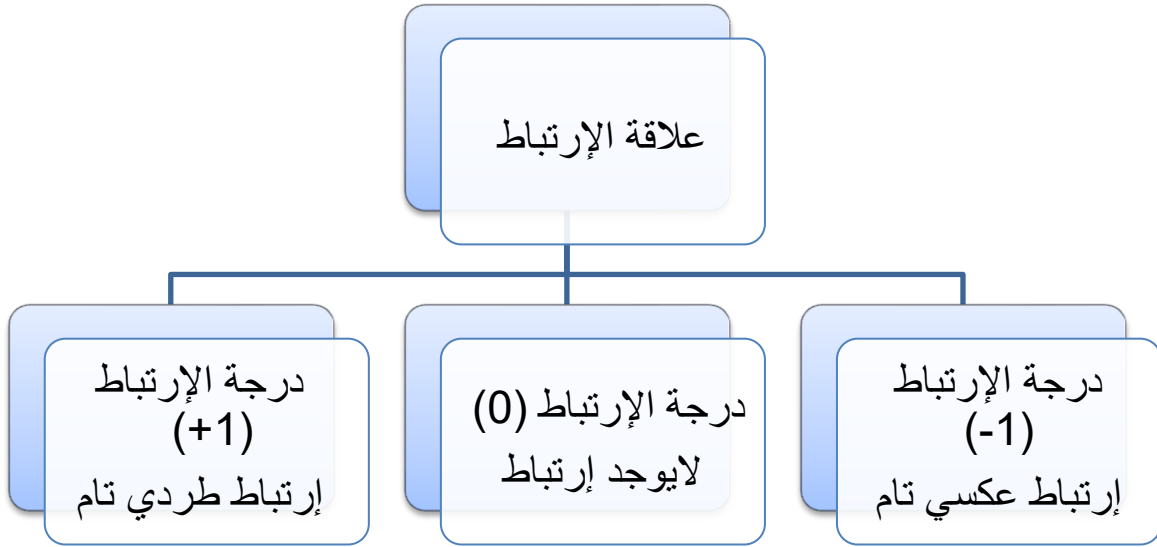 علاقة الإرتباط
درجة الإرتباط
(-1)
إرتباط عكسي تام
درجة الإرتباط (0)
لايوجد إرتباط
درجة الإرتباط
(+1)
إرتباط طردي تام